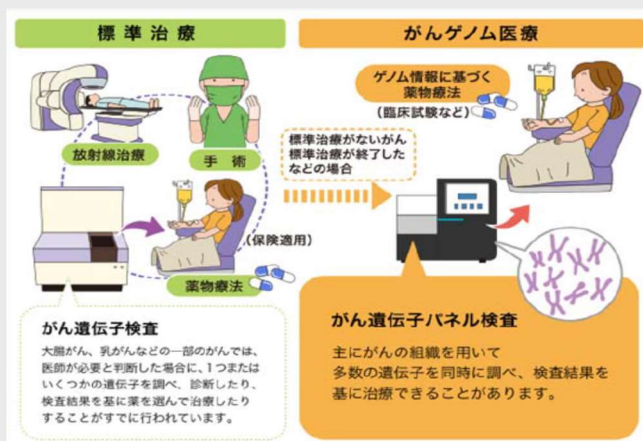 標準治療
がんゲノム医療
放射線治療
手術
薬物療法
(保険適用)
がん遺伝子検査
大腸がん、乳がんなどの一部のがんでは、
医師が必要と判断した場合に、1つまたは
いくつかの遺伝子を調べ、診断したり、
検査結果を基に薬を選んで治療したり
することがすでに行われています。
標準治療がないがん
標準治療が終了した
などの場合
ゲノム情報に基づく
薬物療法
(臨床試験など)
がん遺伝子パネル検査
主にがんの組織を用いて
多数の遺伝子を同時に調べ、検査結果を
基に治療できることがあります。